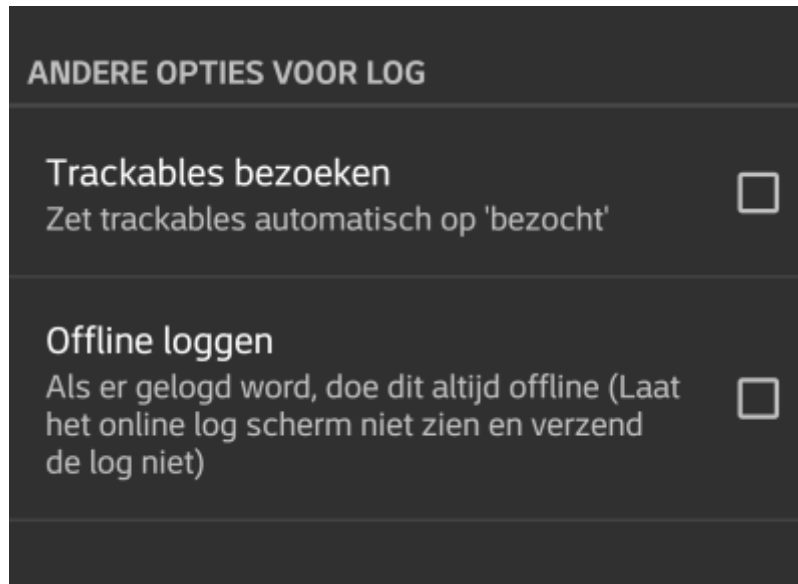 ANDERE OPTIES VOOR LOG
Trackables bezoeken
Zet trackables automatisch op 'bezocht'
Offline loggen
Als er gelogd word, doe dit altijd offline (Laat
het online log scherm niet zien en verzend
de log niet)